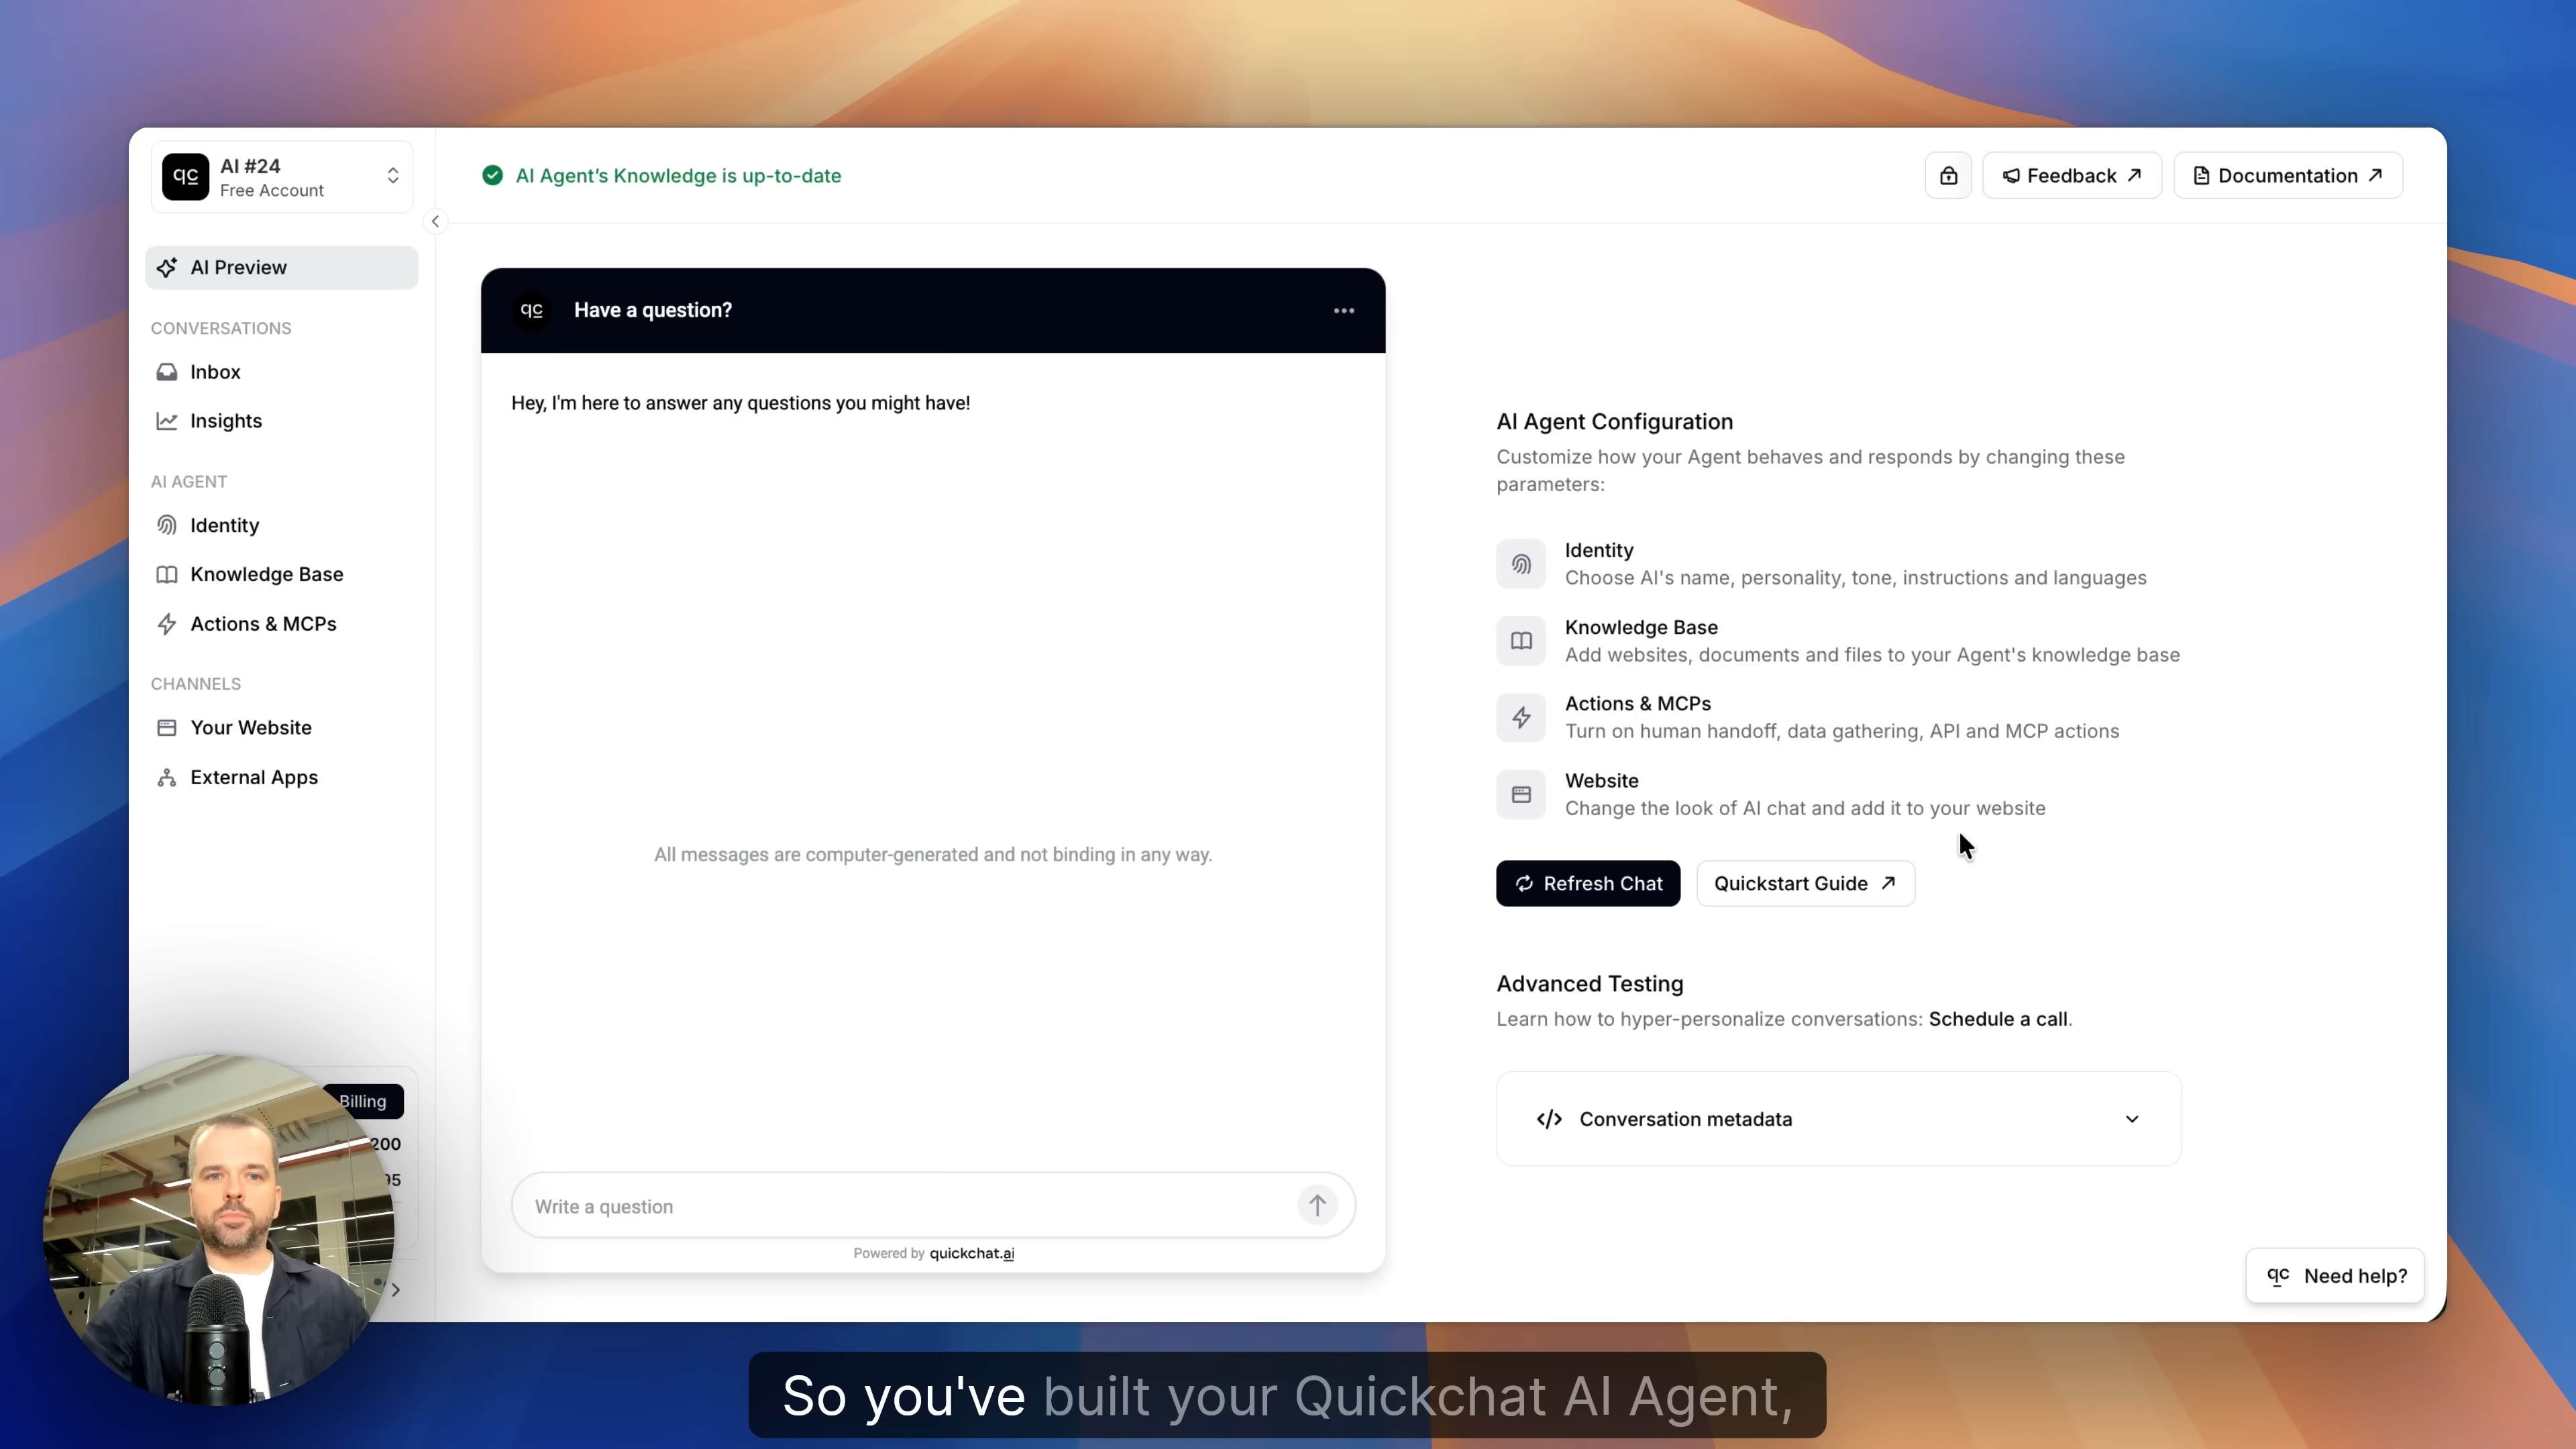 qc
AI #24
Free Account
AI Agent's Knowledge is up-to-date
Feedback
Documentation
AI Preview
CONVERSATIONS
Inbox
Insights
AI AGENT
Identity
Knowledge Base
Actions & MCPs
CHANNELS
Your Website
External Apps
Billing
200
95
qc
Have a question?
Hey, I'm here to answer any questions you might have!
All messages are computer-generated and not binding in any way.
Write a question
Powered by quickchat.ai
AI Agent Configuration
Customize how your Agent behaves and responds by changing these
parameters:
Identity
Choose AI's name, personality, tone, instructions and languages
Knowledge Base
Add websites, documents and files to your Agent's knowledge base
Actions & MCPs
Turn on human handoff, data gathering, API and MCP actions
Website
Change the look of AI chat and add it to your website
Refresh Chat
Quickstart Guide
Advanced Testing
Learn how to hyper-personalize conversations: Schedule a call.
</> Conversation metadata
qc Need help?
So you've built your Quickchat AI Agent,